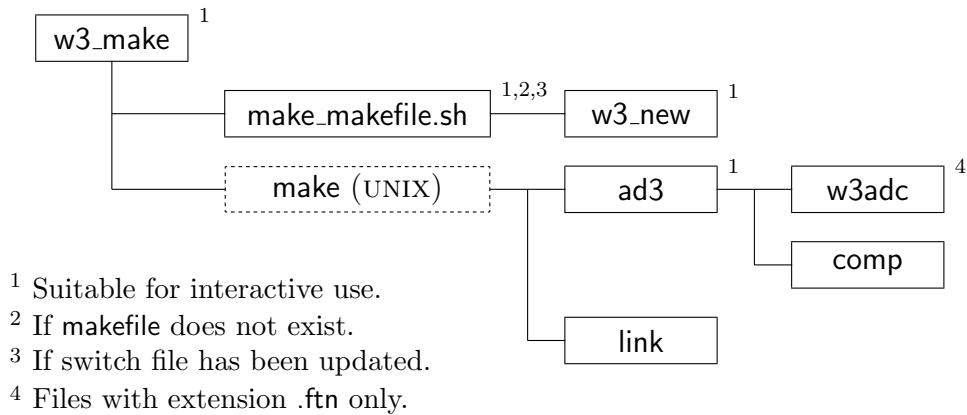 w3_make 1
make_makefile.sh 1,2,3 w3_new 1
make (UNIX) ad3 1 w3adc 4
comp
link
1 Suitable for interactive use.
2 If makefile does not exist.
3 If switch file has been updated.
4 Files with extension .ftn only.